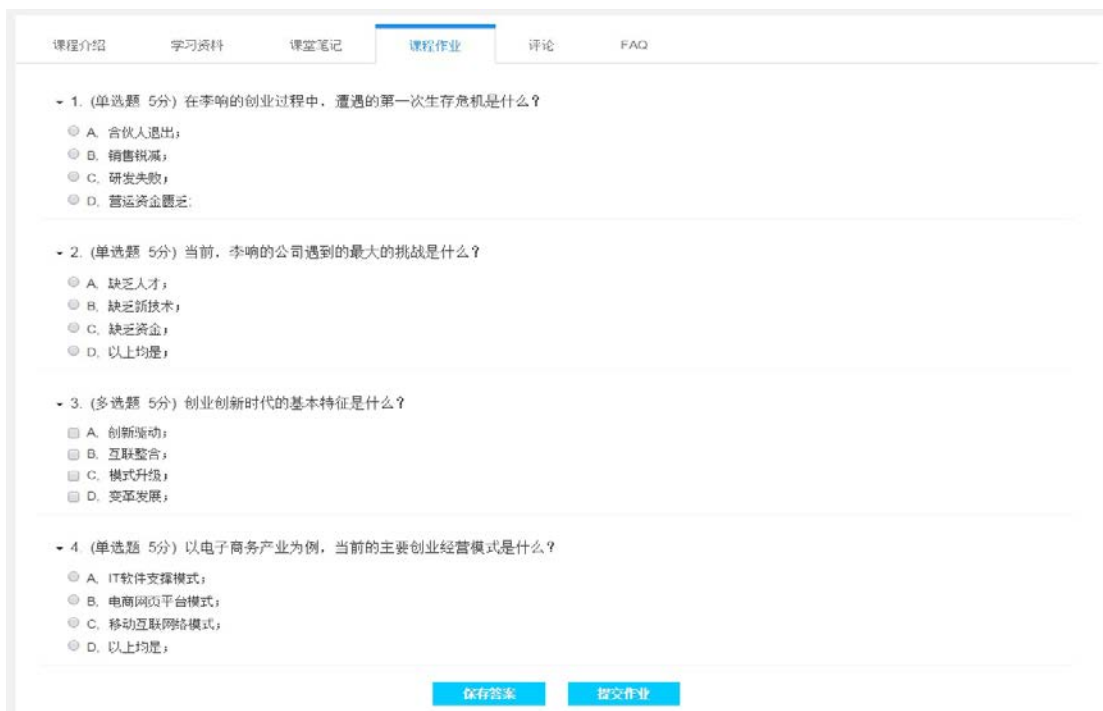 课程介绍 学习资料 课堂笔记 课程作业 评论 FAQ
1. (单选题 5分) 在李响的创业过程中，遭遇的第一次生存危机是什么？
A. 合伙人退出；
B. 销售锐减；
C. 研发失败；
D. 营运资金匮乏；
2. (单选题 5分) 当前，李响的公司遇到的最大的挑战是什么？
A. 缺乏人才；
B. 缺乏新技术；
C. 缺乏资金；
D. 以上均是；
3. (多选题 5分) 创业创新时代的基本特征是什么？
A. 创新驱动；
B. 互联整合；
C. 模式升级；
D. 变革发展；
4. (单选题 5分) 以电子商务产业为例，当前的主要创业经营模式是什么？
A. IT软件支撑模式；
B. 电商网页平台模式；
C. 移动互联网络模式；
D. 以上均是；
保存答案 提交作业